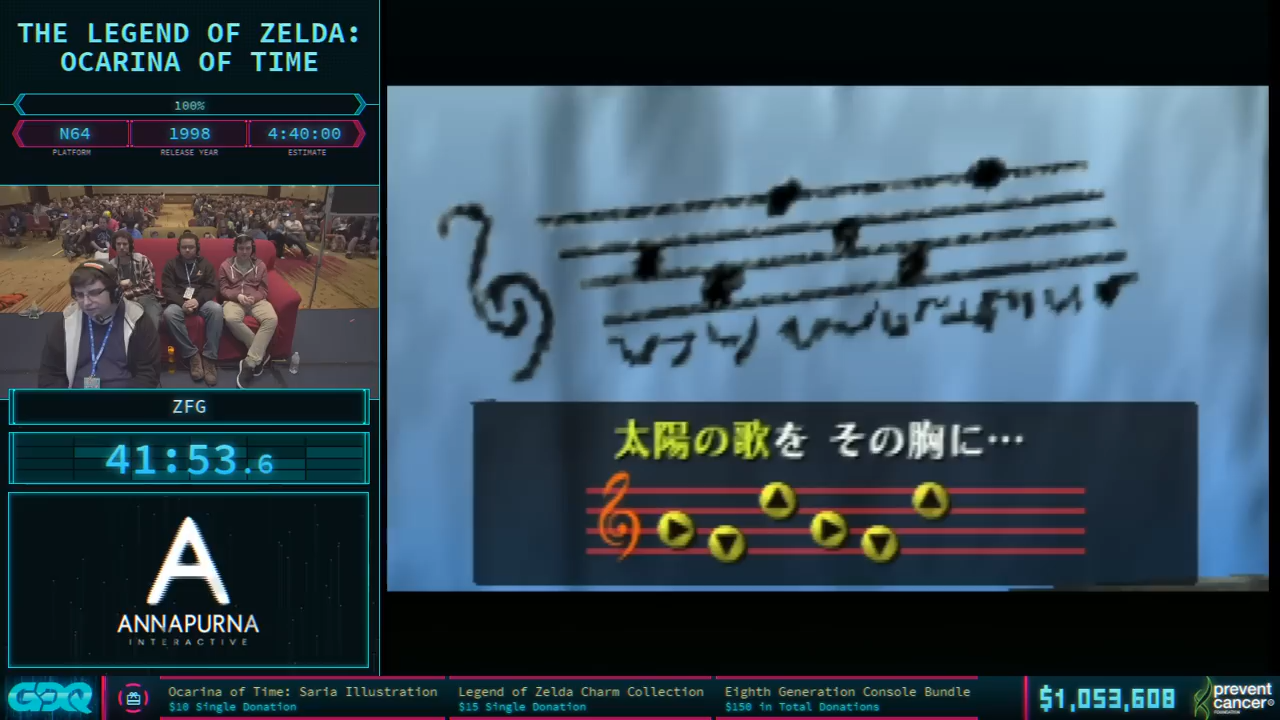 THE LEGEND OF ZELDA:
OCARINA OF TIME
100%
N64
1998
4:40:00
PLATFORM
RELEASE YEAR
ESTIMATE
ZFG
41:53.6
ANNAPURNA
INTERACTIVE
太陽の歌を その胸に…
GDQ
Ocarina of Time: Saria Illustration
$10 Single Donation
Legend of Zelda Charm Collection
$15 Single Donation
Eighth Generation Console Bundle
$150 in Total Donations
$1,053,608
prevent
cancer®
FOUNDATION